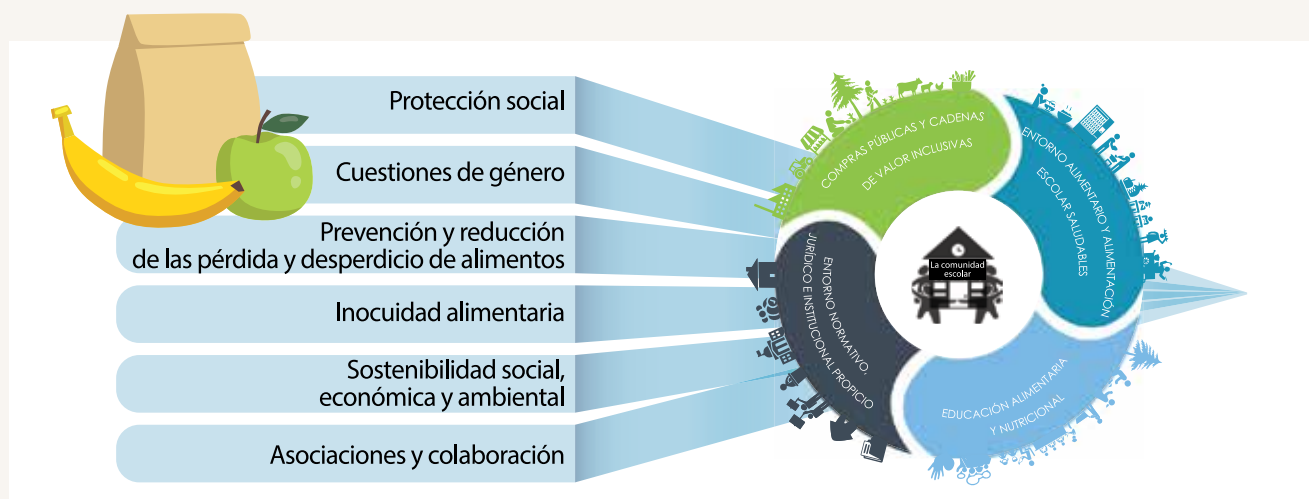 Protección social
Cuestiones de género
Prevención y reducción
de las pérdida y desperdicio de alimentos
Inocuidad alimentaria
Sostenibilidad social,
económica y ambiental
Asociaciones y colaboración
COMPRAS PÚBLICAS Y CADENAS
DE VALOR INCLUSIVAS
ENTORNO ALIMENTARIO Y ALIMENTACIÓN
ESCOLAR SALUDABLES
EDUCACIÓN ALIMENTARIA
Y NUTRICIONAL
ENTORNO NORMATIVO,
JURÍDICO E INSTITUCIONAL PROPICIO
La comunidad
escolar